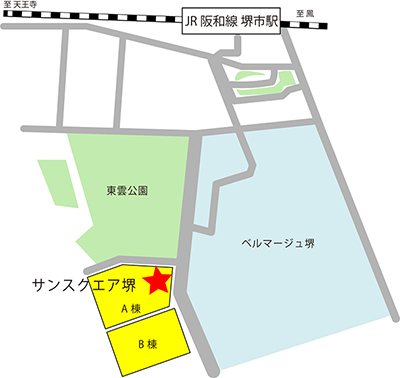 至 天王寺
JR 阪和線 堺市駅
至 鳳
東雲公園
ベルマージュ堺
サンスクエア堺
A 棟
B 棟